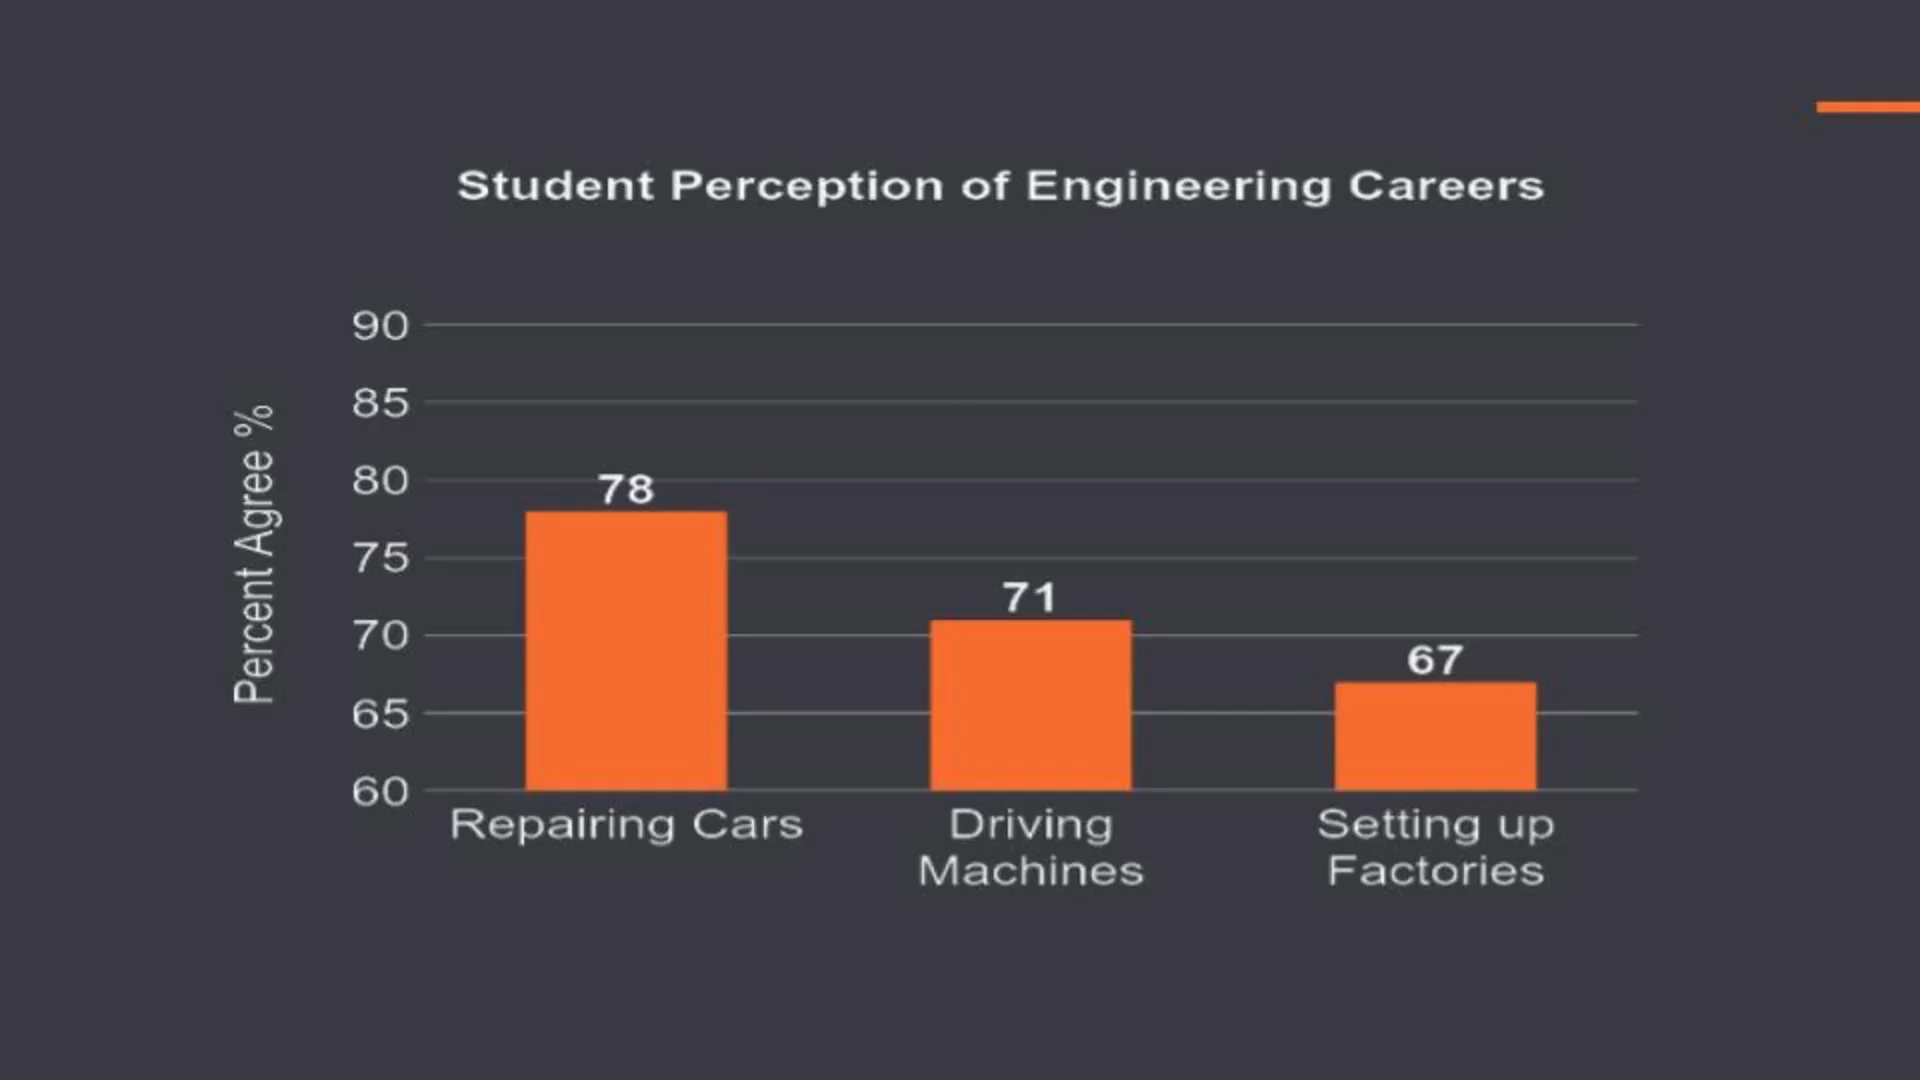 Student Perception of Engineering Careers
Percent Agree %
90
85
80
75
70
65
60
78
71
67
Repairing Cars
Driving
Machines
Setting up
Factories